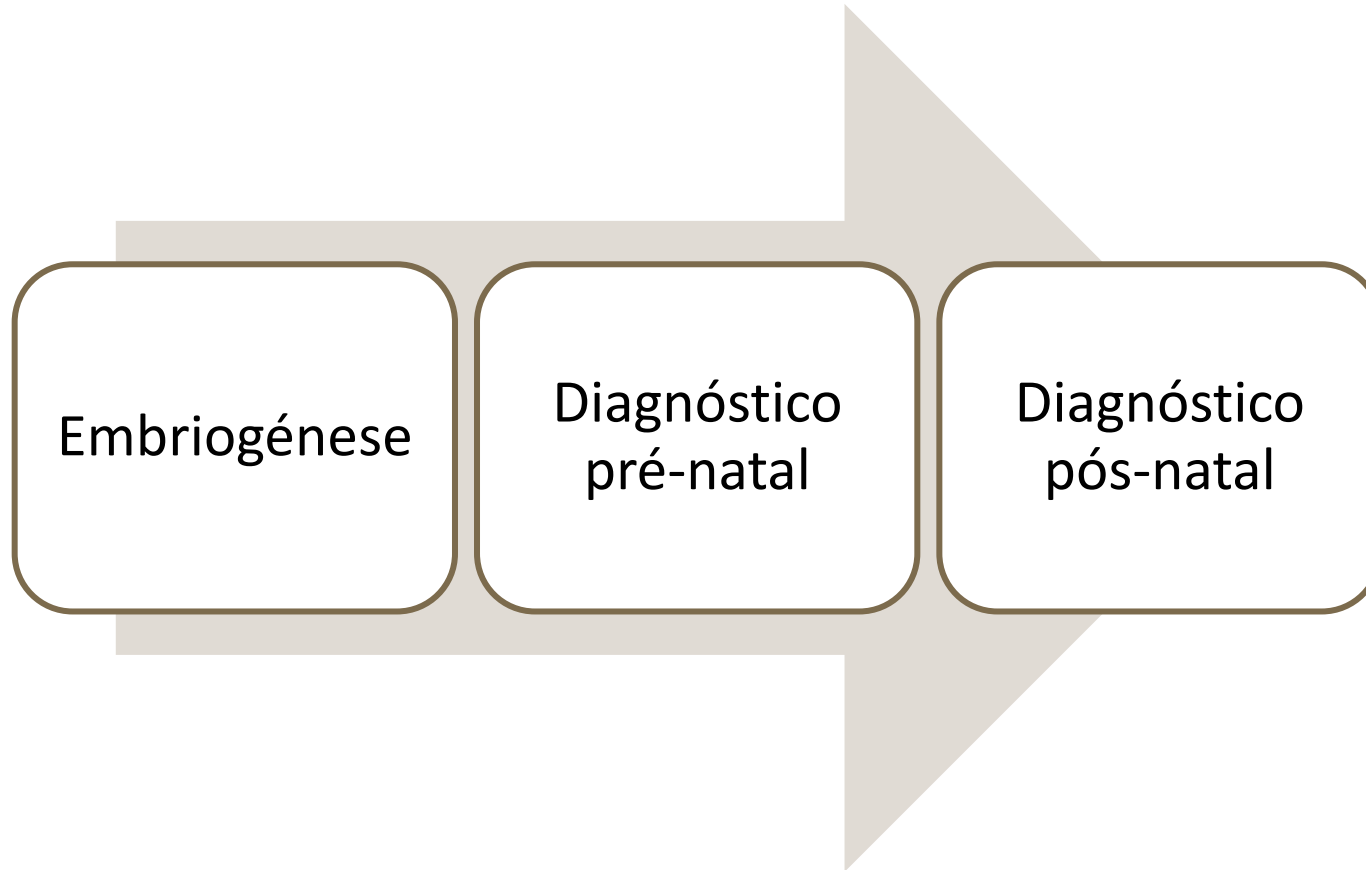 Embriogénese
Diagnóstico
pré-natal
Diagnóstico
pós-natal